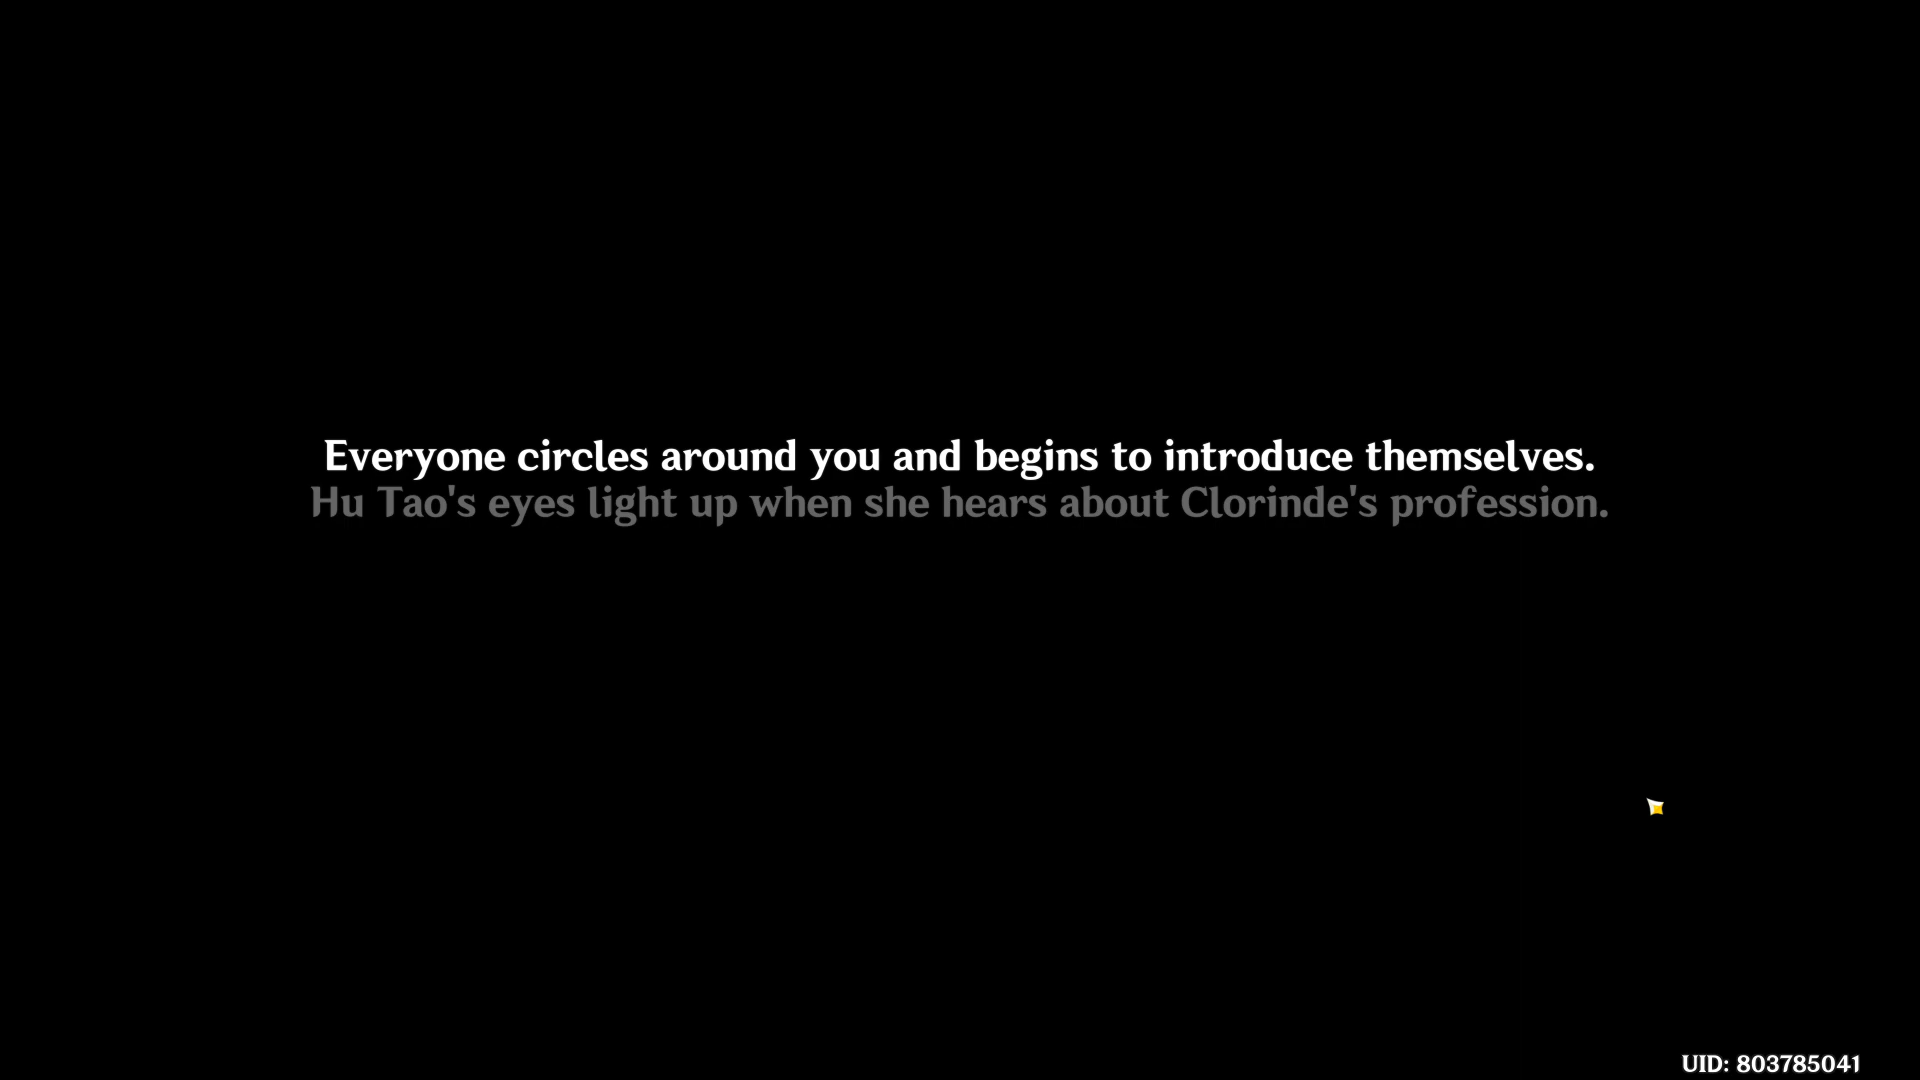 Everyone circles around you and begins to introduce themselves.
Hu Tao's eyes light up when she hears about Clorinde's profession.
UID: 803785041